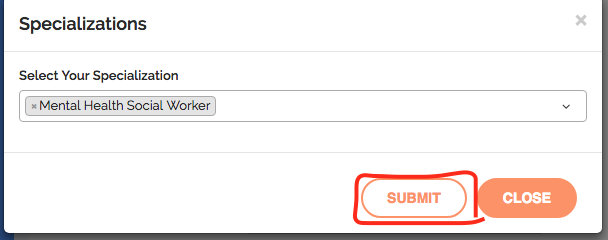 Specializations ×
Select Your Specialization
× Mental Health Social Worker
SUBMIT CLOSE